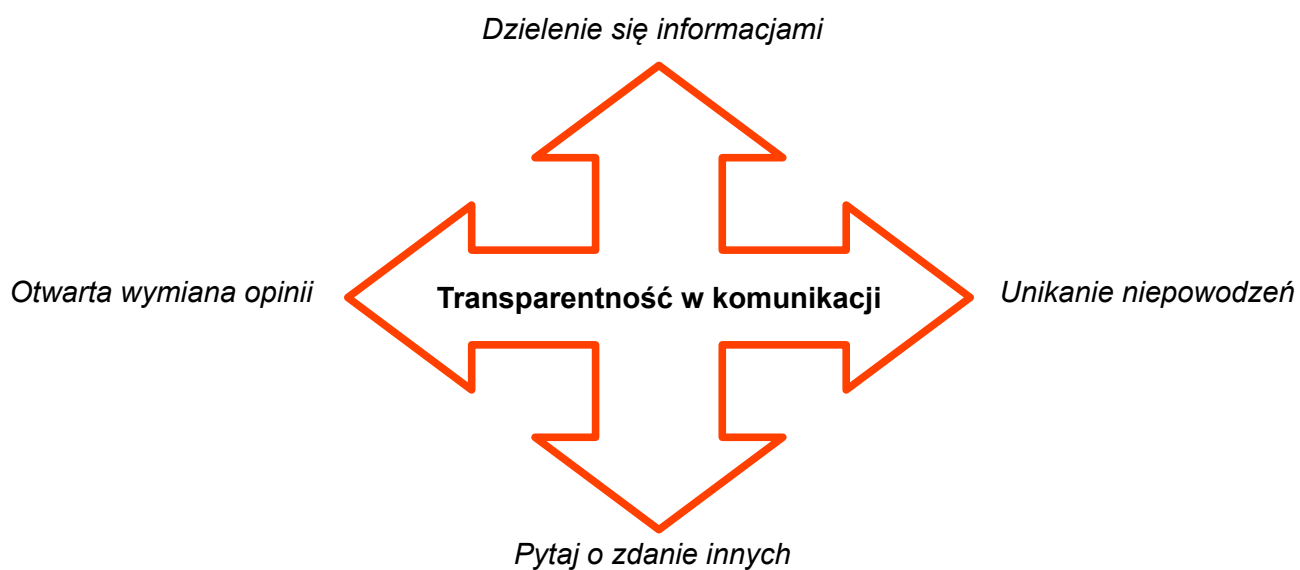 Dzielenie się informacjami
Otwarta wymiana opinii
Transparentność w komunikacji
Unikanie niepowodzeń
Pytaj o zdanie innych